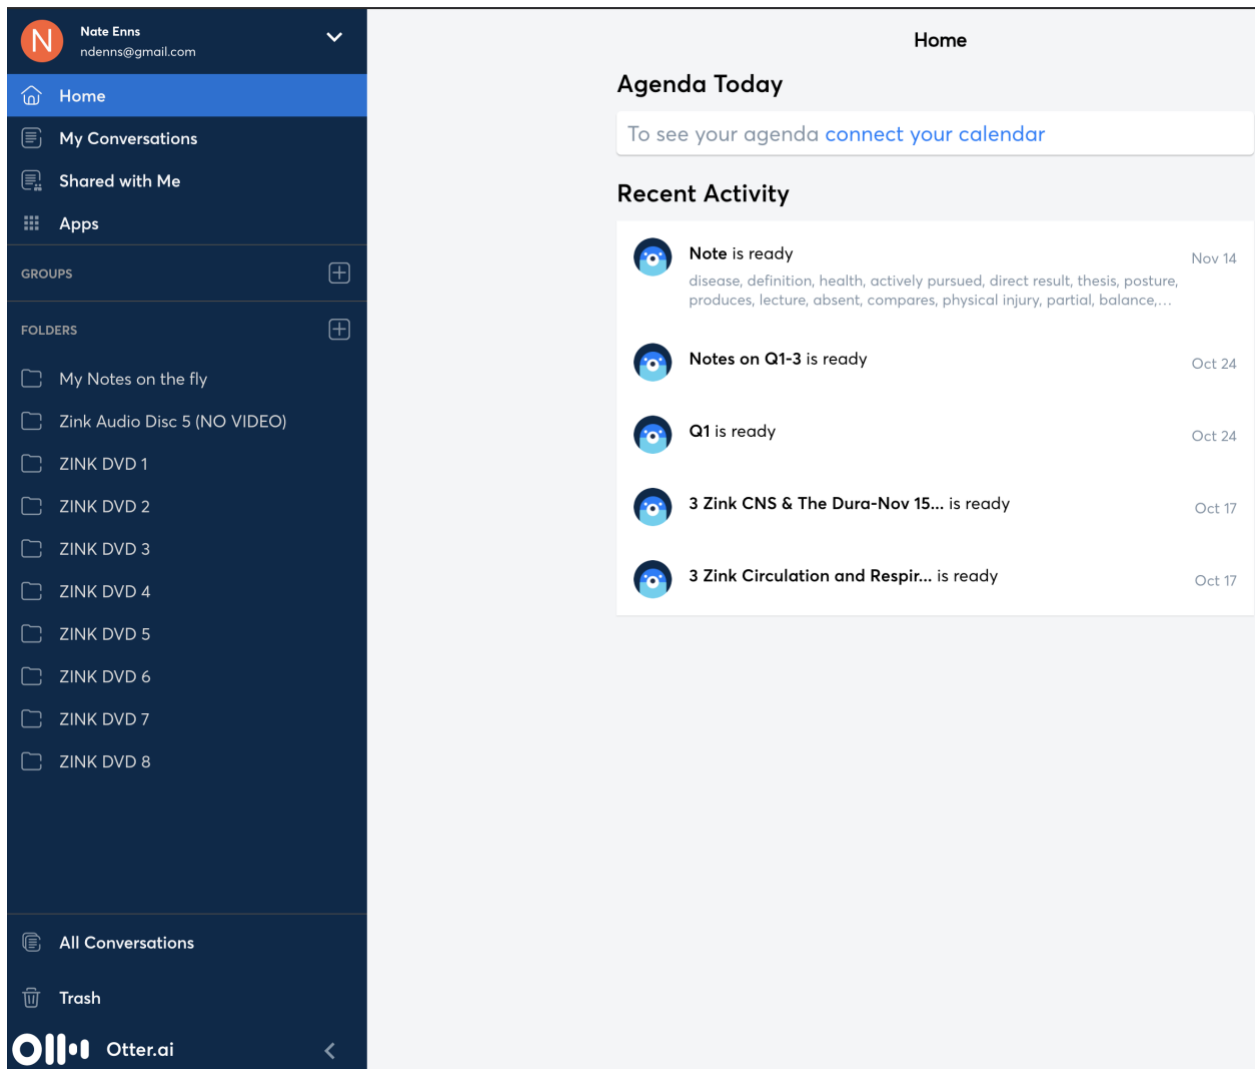 Nate Enns
ndenns@gmail.com
Home
My Conversations
Shared with Me
Apps
GROUPS
FOLDERS
My Notes on the fly
Zink Audio Disc 5 (NO VIDEO)
ZINK DVD 1
ZINK DVD 2
ZINK DVD 3
ZINK DVD 4
ZINK DVD 5
ZINK DVD 6
ZINK DVD 7
ZINK DVD 8
All Conversations
Trash
Otter.ai
Home
Agenda Today
To see your agenda connect your calendar
Recent Activity
Note is ready
Nov 14
disease, definition, health, actively pursued, direct result, thesis, posture,
produces, lecture, absent, compares, physical injury, partial, balance,...
Notes on Q1-3 is ready
Oct 24
Q1 is ready
Oct 24
3 Zink CNS & The Dura-Nov 15... is ready
Oct 17
3 Zink Circulation and Respir... is ready
Oct 17